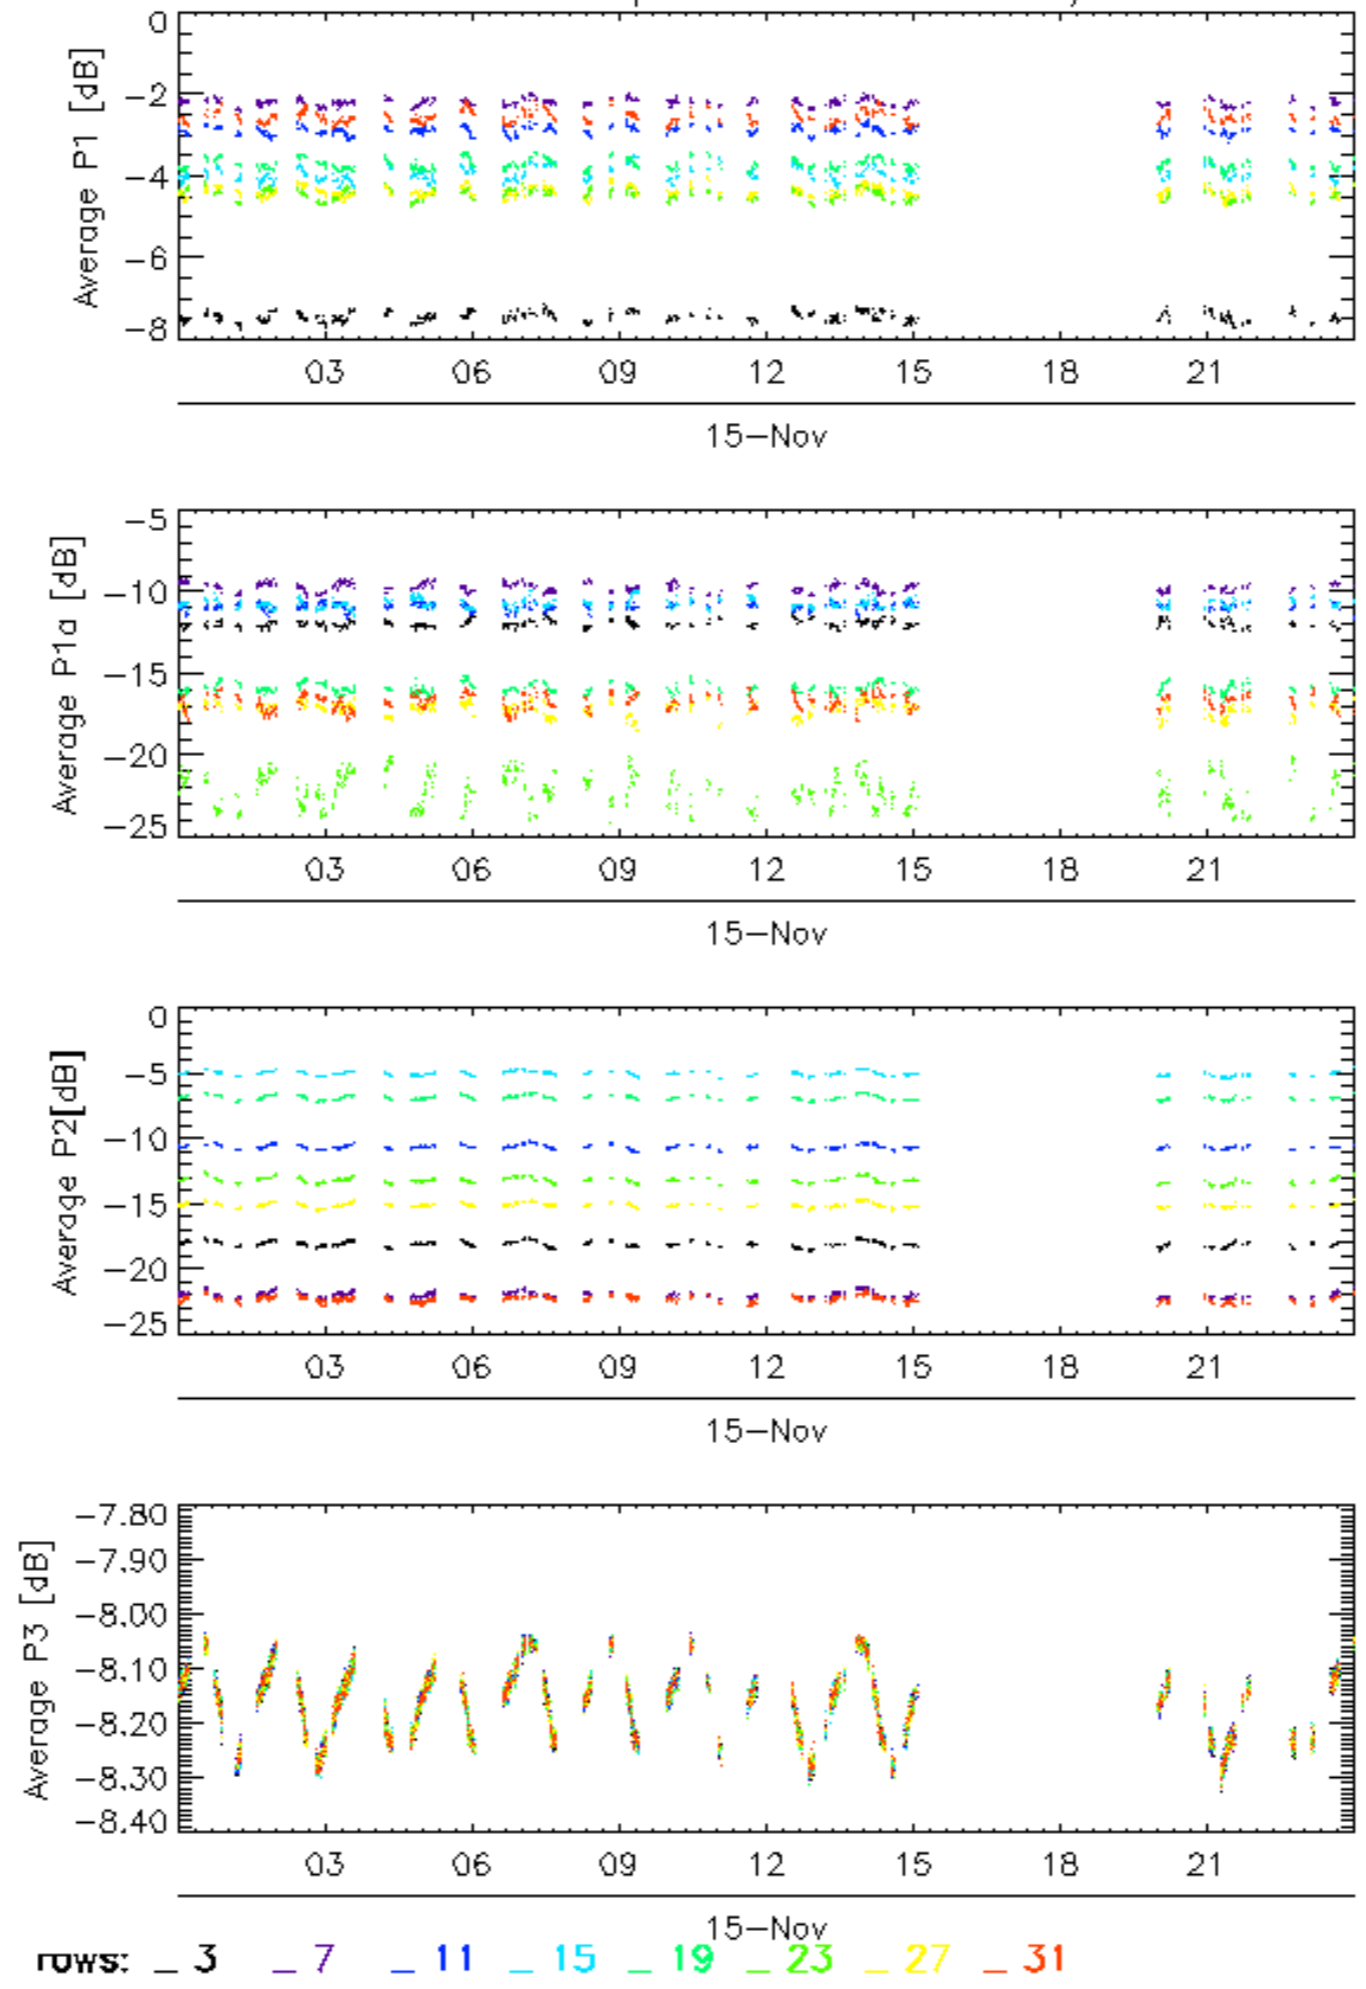 0
−2
−4
−6
−8
Average P1 [dB]
03 06 09 12 15 18 21
15−Nov
−5
−10
−15
−20
−25
Average P1a [dB]
03 06 09 12 15 18 21
15−Nov
0
−5
−10
−15
−20
−25
Average P2[dB]
03 06 09 12 15 18 21
15−Nov
−7.80
−7.90
−8.00
−8.10
−8.20
−8.30
−8.40
Average P3 [dB]
03 06 09 12 15 18 21
15−Nov
rows: _ 3 _ 7 _ 11 _ 15 _ 19 _ 23 _ 27 _ 31